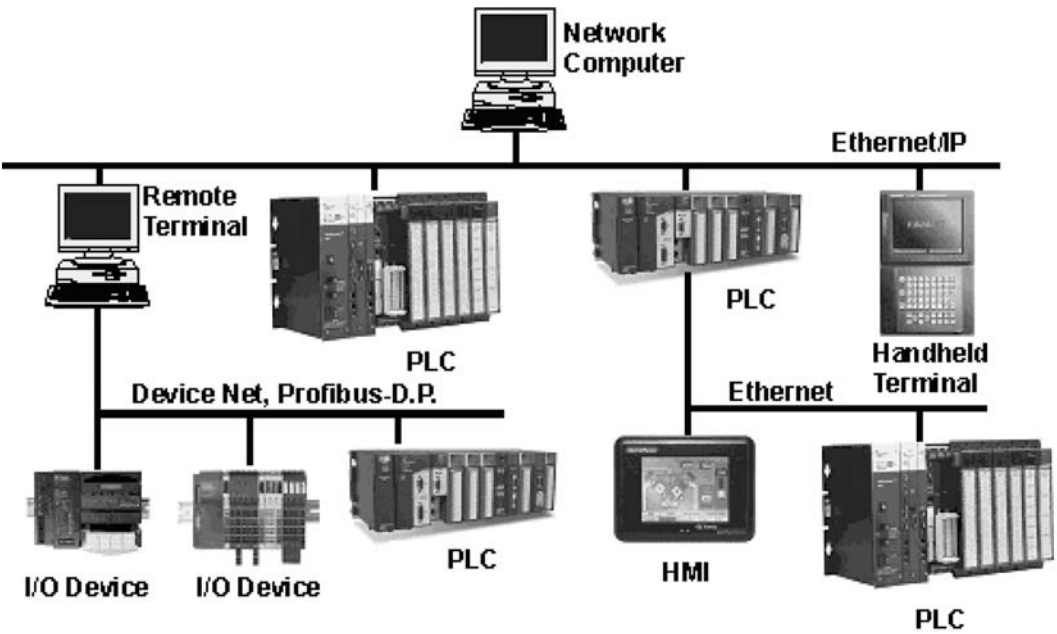 Network
Computer
Ethernet/IP
Remote
Terminal
PLC
PLC
Handheld
Terminal
Device Net, Profibus-D.P.
Ethernet
I/O Device
I/O Device
PLC
HMI
PLC